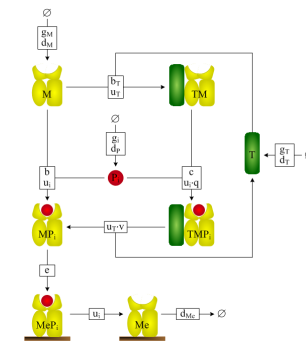 ∅
g_M
d_M
M
b_T
u_T
TM
∅
g_i
d_P
T
g_T
d_T
b
u_i
P_i
c
u_i·q
MP_i
u_T·v
TMP_i
e
MeP_i
u_i
Me
d_Me
∅